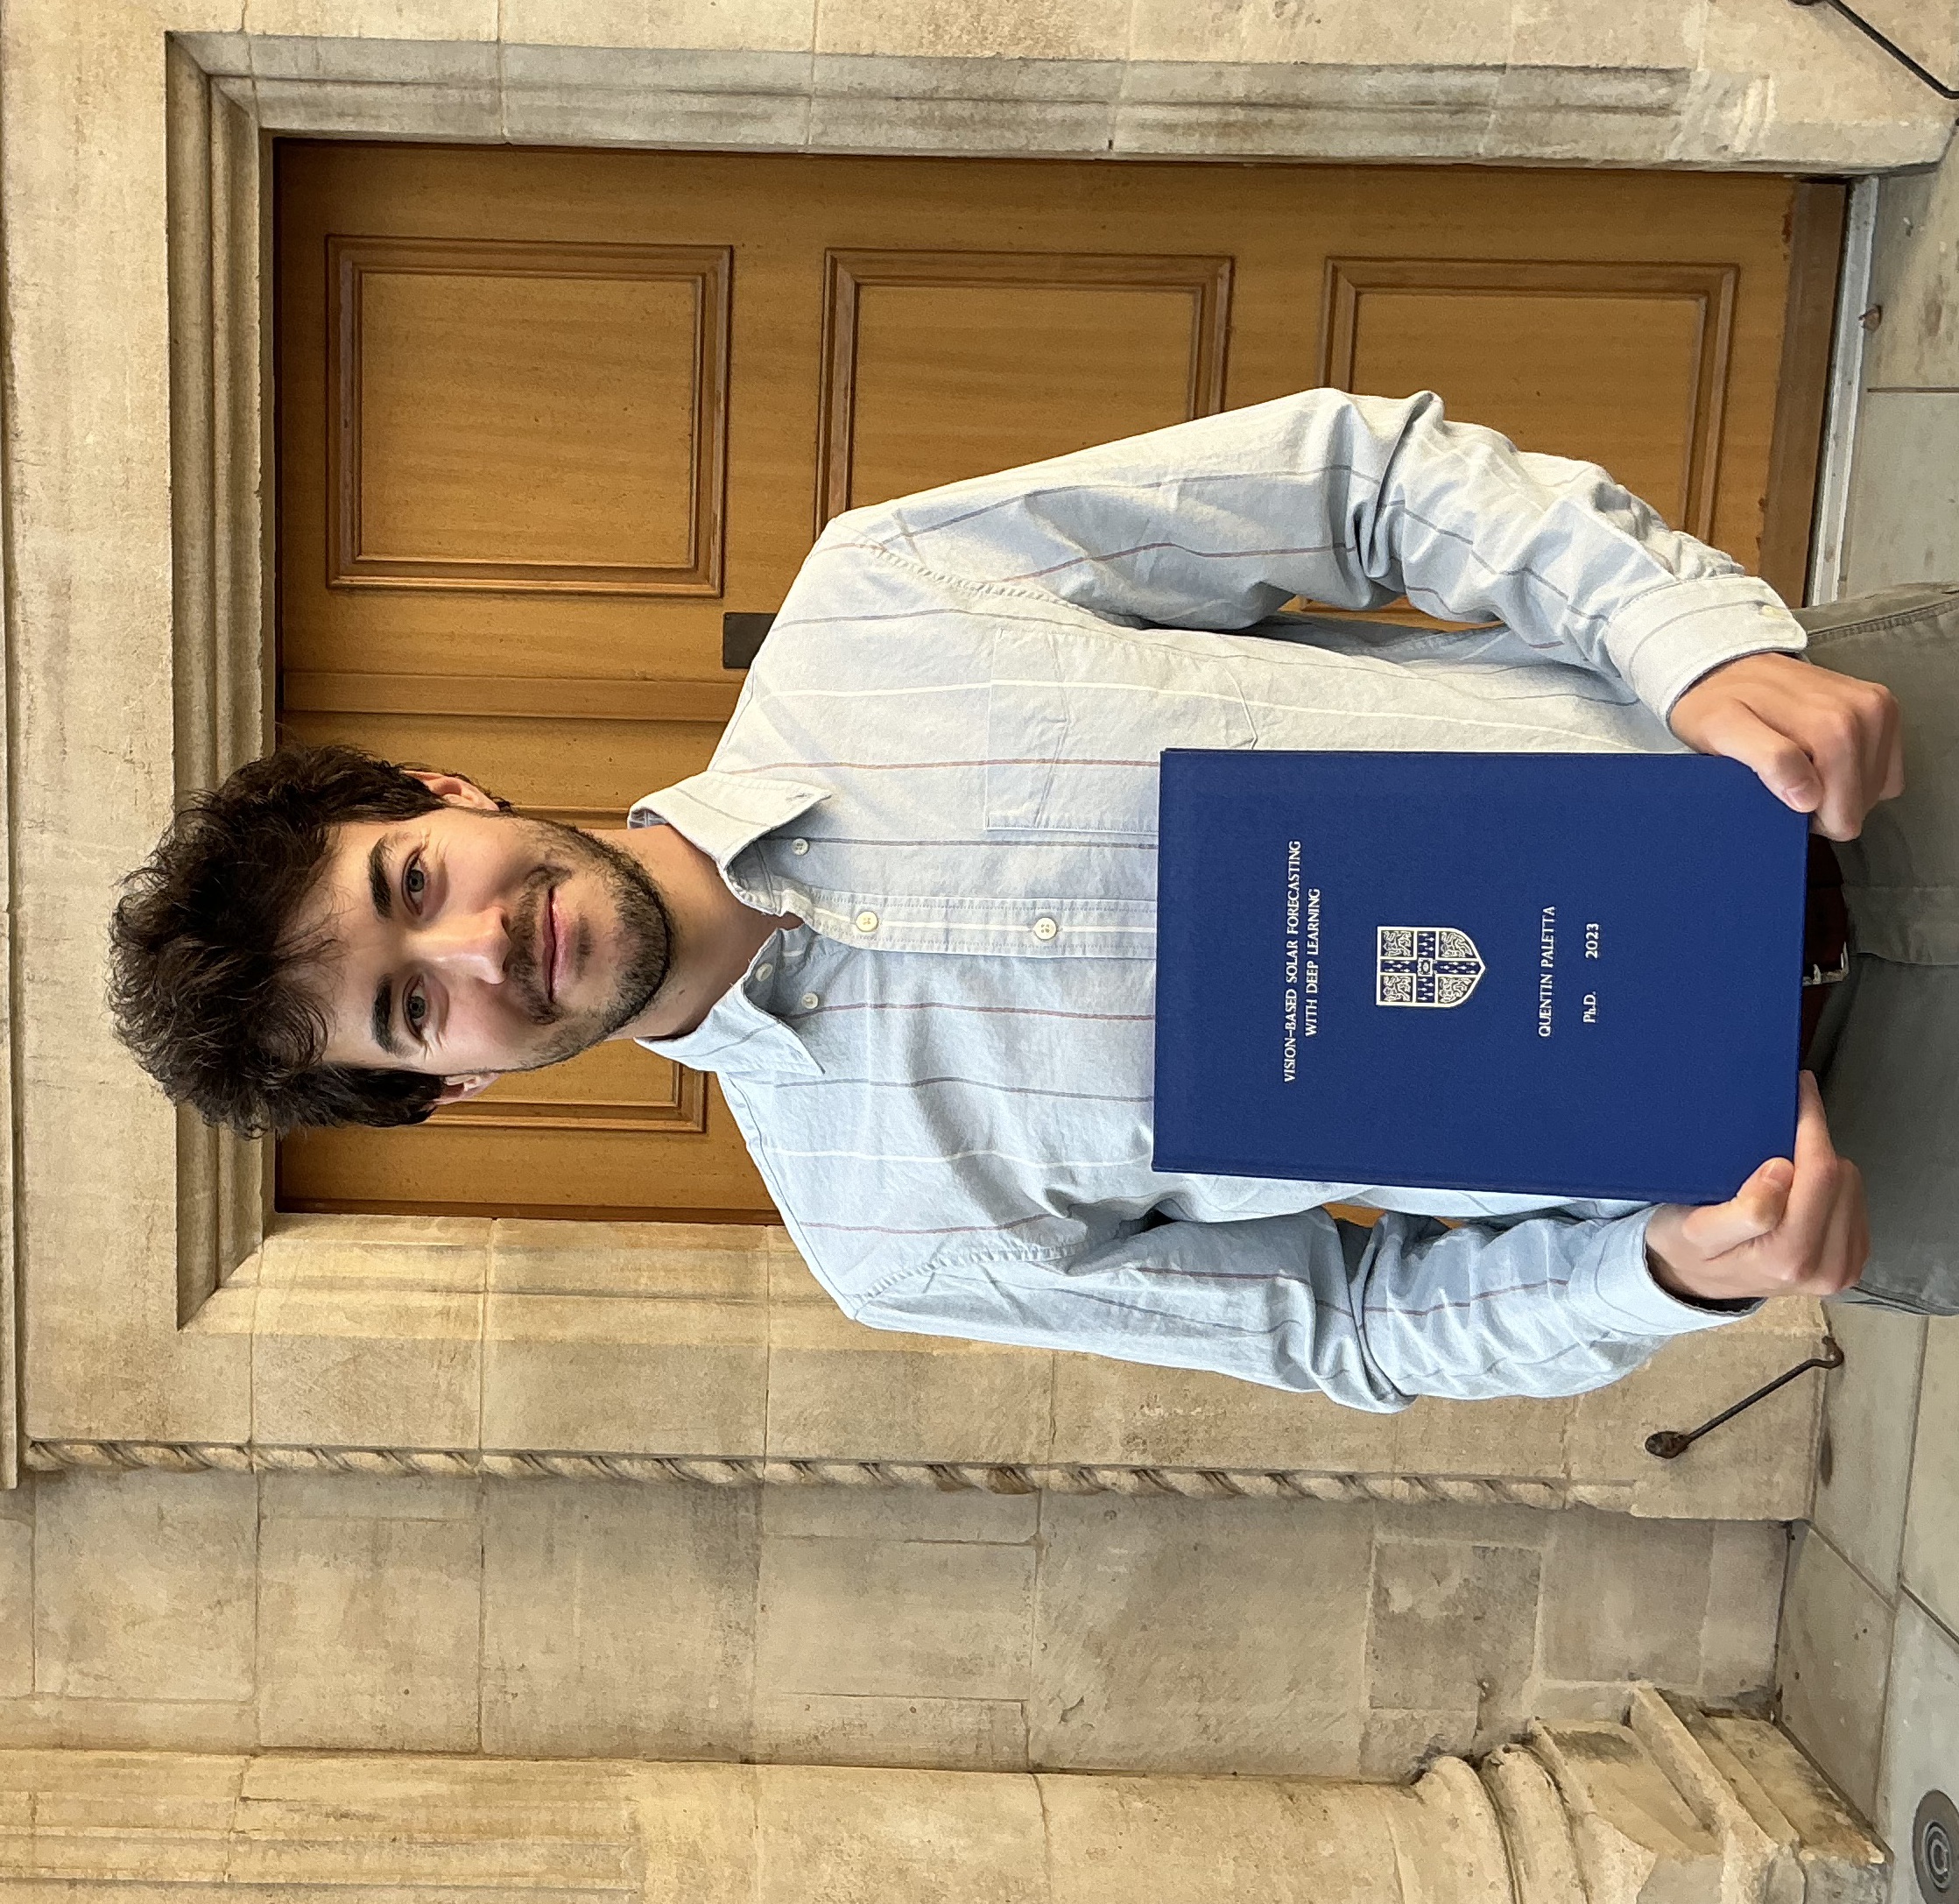 VISION-BASED SOLAR FORECASTING
WITH DEEP LEARNING
QUENTIN PALETTA
Ph.D. 2023